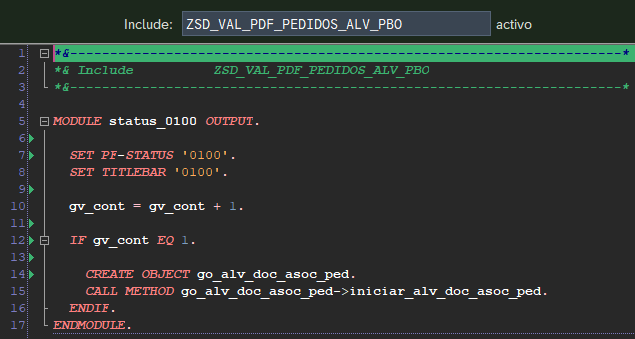 Include: ZSD_VAL_PDF_PEDIDOS_ALV_PBO activo
1 *&---------------------------------------------------------------------*
2 *& Include          ZSD_VAL_PDF_PEDIDOS_ALV_PBO
3 *&---------------------------------------------------------------------*
4
5 MODULE status_0100 OUTPUT.
6
7   SET PF-STATUS '0100'.
8   SET TITLEBAR '0100'.
9
10   gv_cont = gv_cont + 1.
11
12   IF gv_cont EQ 1.
13
14     CREATE OBJECT go_alv_doc_asoc_ped.
15     CALL METHOD go_alv_doc_asoc_ped->iniciar_alv_doc_asoc_ped.
16   ENDIF.
17 ENDMODULE.